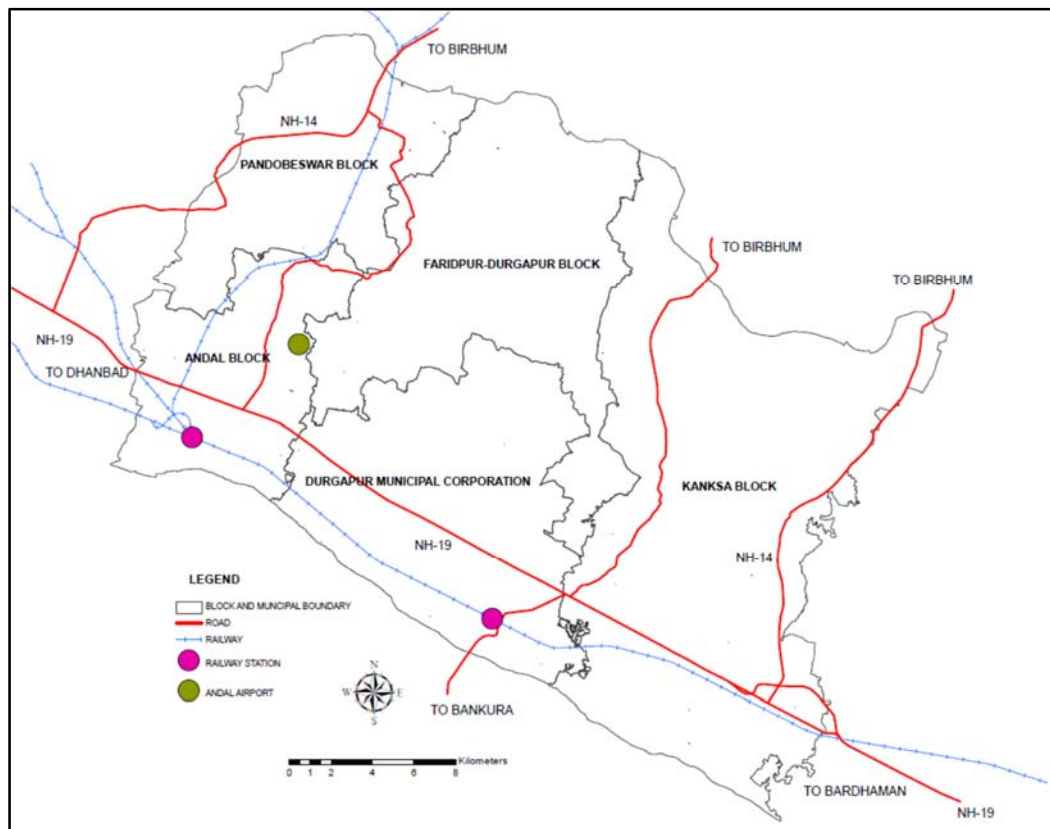 TO BIRBHUM
NH-14
PANDOBESWAR BLOCK
TO BIRBHUM
FARIDPUR-DURGAPUR BLOCK
TO BIRBHUM
NH-19
ANDAL BLOCK
TO DHANBAD
DURGAPUR MUNICIPAL CORPORATION
KANKSA BLOCK
NH-19
NH-14
LEGEND
BLOCK AND MUNCIPAL BOUNDARY
ROAD
RAILWAY
RAILWAY STATION
ANDAL AIRPORT
N
W E
S
TO BANKURA
Kilometers
0 1 2 4 6 8
TO BARDHAMAN
NH-19